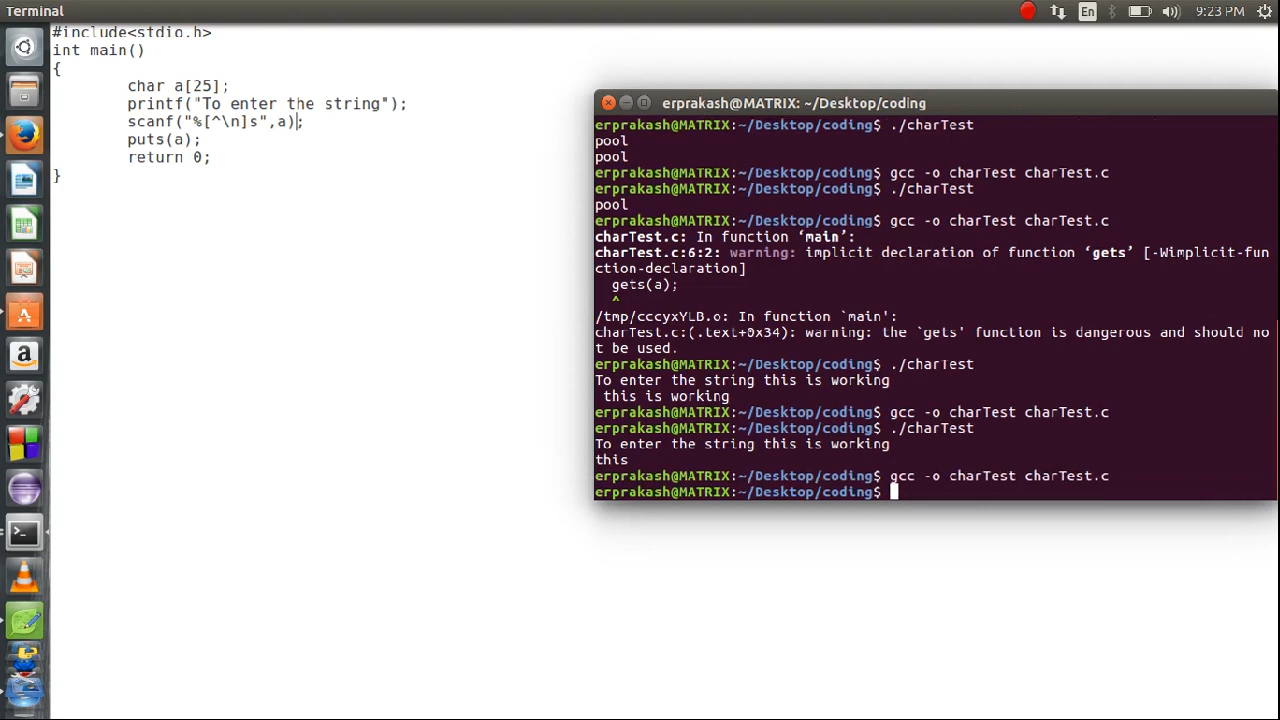 Terminal
En
9:23 PM
#include<stdio.h>
int main()
{
char a[25];
printf("To enter the string");
scanf("%[^\n]s",a);
puts(a);
return 0;
}
erprakash@MATRIX: ~/Desktop/coding
erprakash@MATRIX:~/Desktop/coding$ ./charTest
pool
pool
erprakash@MATRIX:~/Desktop/coding$ gcc -o charTest charTest.c
erprakash@MATRIX:~/Desktop/coding$ ./charTest
pool
erprakash@MATRIX:~/Desktop/coding$ gcc -o charTest charTest.c
charTest.c: In function ‘main’:
charTest.c:6:2: warning: implicit declaration of function ‘gets’ [-Wimplicit-fun
ction-declaration]
gets(a);
^
/tmp/cccyxYLB.o: In function `main':
charTest.c:(.text+0x34): warning: the `gets' function is dangerous and should no
t be used.
erprakash@MATRIX:~/Desktop/coding$ ./charTest
To enter the string this is working
this is working
erprakash@MATRIX:~/Desktop/coding$ gcc -o charTest charTest.c
erprakash@MATRIX:~/Desktop/coding$ ./charTest
To enter the string this is working
this
erprakash@MATRIX:~/Desktop/coding$ gcc -o charTest charTest.c
erprakash@MATRIX:~/Desktop/coding$